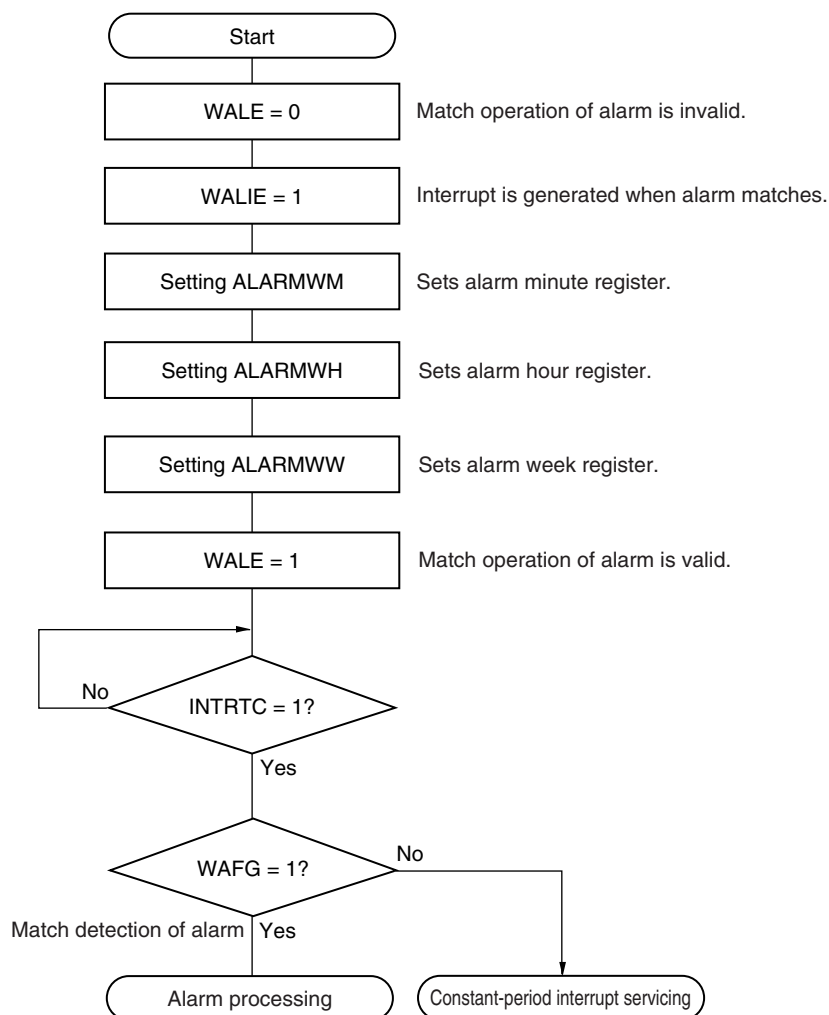 Start
WALE = 0
Match operation of alarm is invalid.
WALIE = 1
Interrupt is generated when alarm matches.
Setting ALARMWM
Sets alarm minute register.
Setting ALARMWH
Sets alarm hour register.
Setting ALARMWW
Sets alarm week register.
WALE = 1
Match operation of alarm is valid.
No
INTRTC = 1?
Yes
WAFG = 1?
No
Match detection of alarm
Yes
Alarm processing
Constant-period interrupt servicing